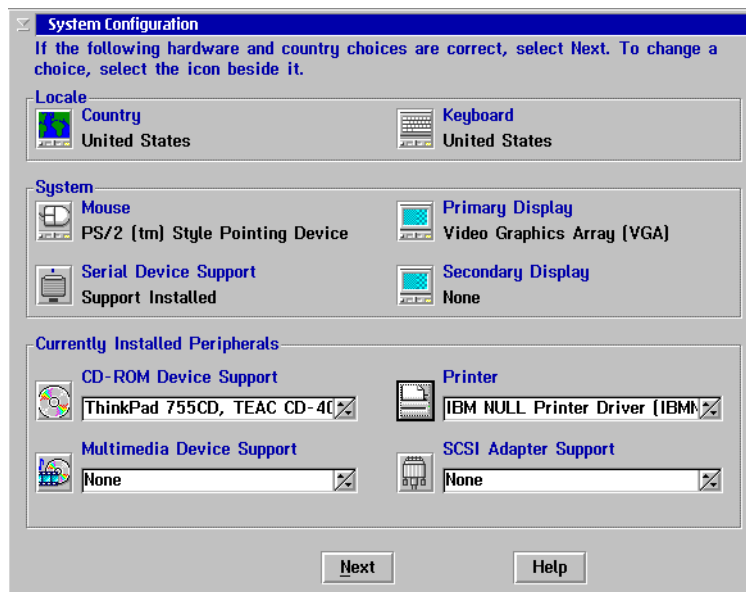 System Configuration
If the following hardware and country choices are correct, select Next. To change a
choice, select the icon beside it.
Locale
Country
United States
Keyboard
United States
System
Mouse
PS/2 (tm) Style Pointing Device
Primary Display
Video Graphics Array (VGA)
Serial Device Support
Support Installed
Secondary Display
None
Currently Installed Peripherals
CD-ROM Device Support
ThinkPad 755CD, TEAC CD-40
Printer
IBM NULL Printer Driver (IBMN
Multimedia Device Support
None
SCSI Adapter Support
None
Next
Help